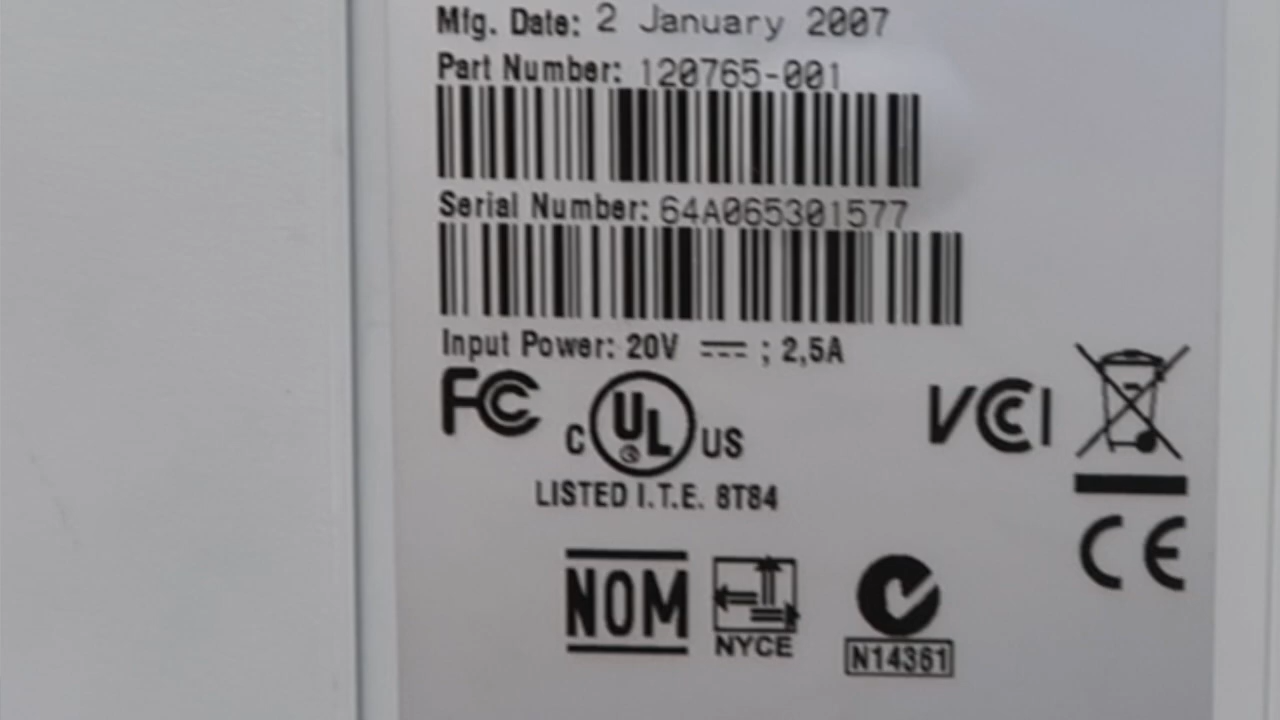 Mfg. Date: 2 January 2007
Part Number: 120765-001
Serial Number: 64A065301577
Input Power: 20V ⎓ ; 2,5A
FC
C UL US
VCCI
LISTED I.T.E. 8T84
CE
NOM
NYCE
N14361